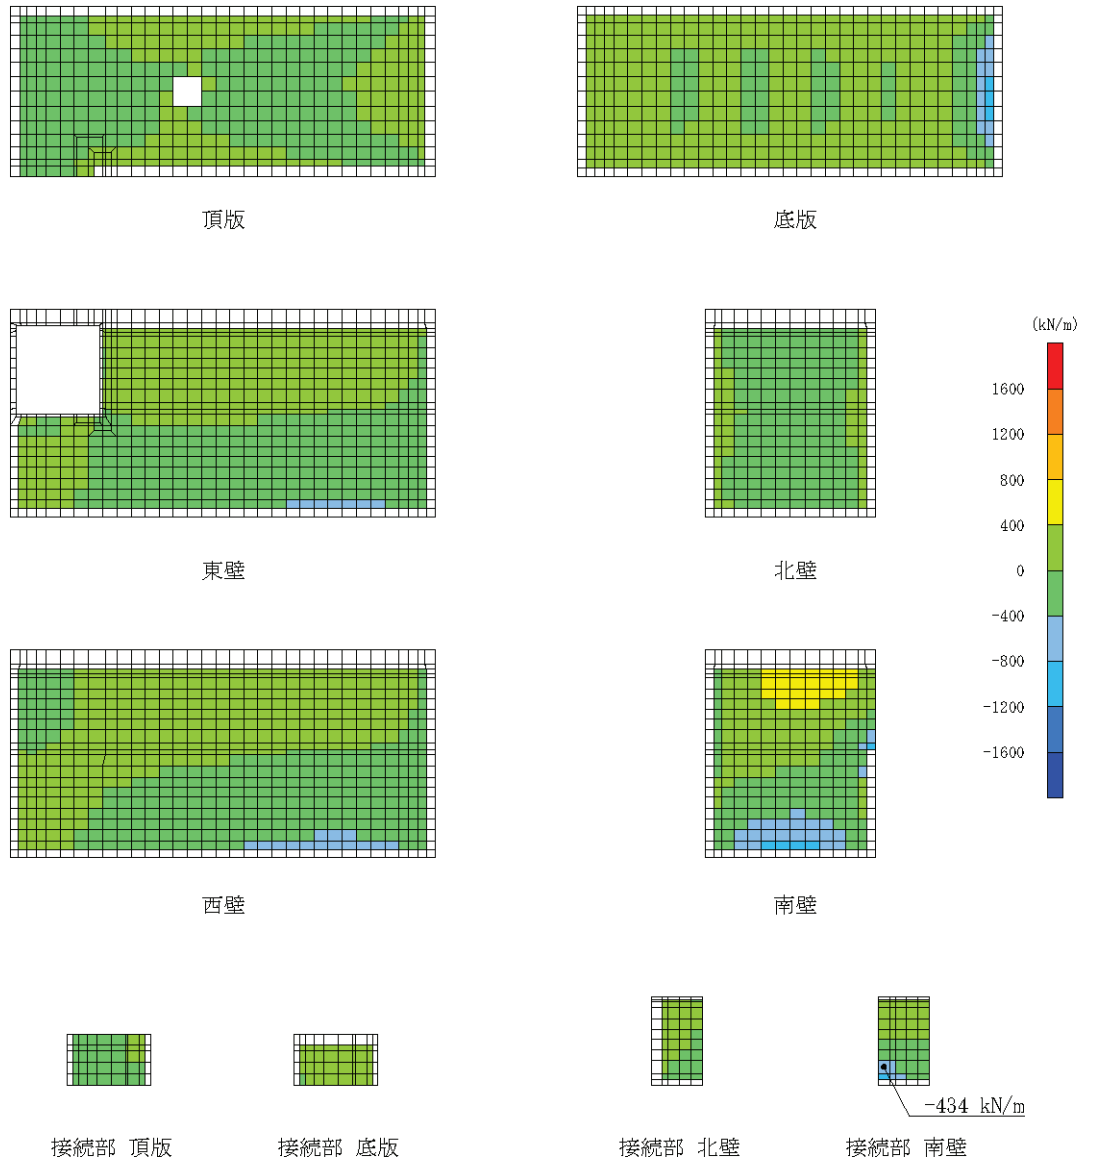 頂版
底版
(kN/m)
1600
1200
800
400
0
-400
-800
-1200
-1600
東壁
北壁
西壁
南壁
-434 kN/m
接続部 頂版
接続部 底版
接続部 北壁
接続部 南壁